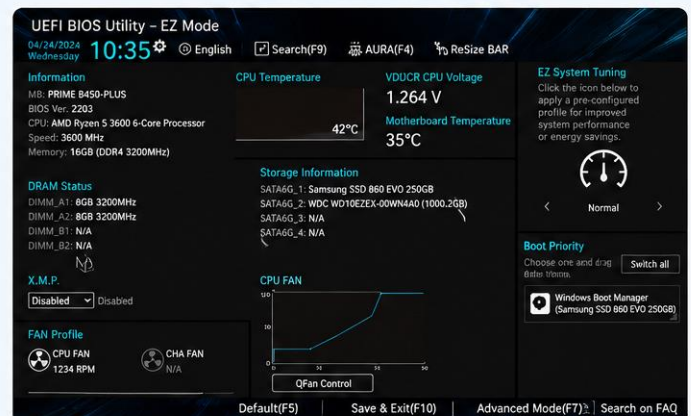 UEFI BIOS Utility – EZ Mode
04/24/2024
Wednesday
10:35
English
Search(F9)
AURA(F4)
ReSize BAR
Information
MB: PRIME B450-PLUS
BIOS Ver. 2203
CPU: AMD Ryzen 5 3600 6-Core Processor
Speed: 3600 MHz
Memory: 16GB (DDR4 3200MHz)
CPU Temperature
42°C
VDDCR CPU Voltage
1.264 V
Motherboard Temperature
35°C
EZ System Tuning
Click the icon below to
apply a pre-configured
profile for improved
system performance
or energy savings.
Normal
DRAM Status
DIMM_A1: 8GB 3200MHz
DIMM_A2: 8GB 3200MHz
DIMM_B1: N/A
DIMM_B2: N/A
Storage Information
SATA6G_1: Samsung SSD 860 EVO 250GB
SATA6G_2: WDC WD10EZEX-00WN4A0 (1000.2GB)
SATA6G_3: N/A
SATA6G_4: N/A
X.M.P.
Disabled
Disabled
CPU FAN
QFan Control
Boot Priority
Choose one and drag
Switch all
Windows Boot Manager
(Samsung SSD 860 EVO 250GB)
FAN Profile
CPU FAN
1234 RPM
CHA FAN
N/A
Default(F5)
Save & Exit(F10)
Advanced Mode(F7)
Search on FAQ